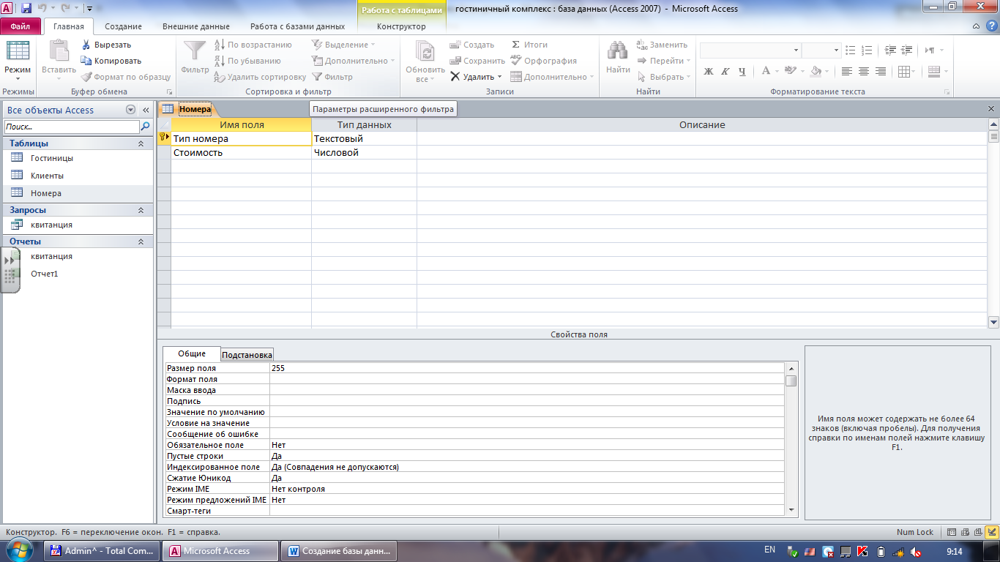 Работа с таблицами
гостиничный комплекс : база данных (Access 2007) - Microsoft Access
Файл Главная Создание Внешние данные Работа с базами данных Конструктор
Режим
Режимы
Вставить
Вырезать
Копировать
Формат по образцу
Буфер обмена
Фильтр
По возрастанию
По убыванию
Удалить сортировку
Выделение
Дополнительно
Фильтр
Сортировка и фильтр
Обновить все
Создать
Сохранить
Удалить
Итоги
Орфография
Дополнительно
Записи
Найти
Заменить
Перейти
Выбрать
Найти
Ж К Ч А
Форматирование текста
Все объекты Access
Поиск...
Таблицы
Гостиницы
Клиенты
Номера
Запросы
квитанция
Отчеты
квитанция
Отчет1
Номера
Параметры расширенного фильтра
Имя поля Тип данных Описание
Тип номера Текстовый
Стоимость Числовой
Свойства поля
Общие Подстановка
Размер поля 255
Формат поля
Маска ввода
Подпись
Значение по умолчанию
Условие на значение
Сообщение об ошибке
Обязательное поле Нет
Пустые строки Да
Индексированное поле Да (Совпадения не допускаются)
Сжатие Юникод Да
Режим IME Нет контроля
Режим предложений IME Нет
Смарт-теги
Имя поля может содержать не более 64
знаков (включая пробелы). Для получения
справки по именам полей нажмите клавишу
F1.
Конструктор. F6 = переключение окон. F1 = справка.
Num Lock
Admin^ - Total Com...
Microsoft Access
Создание базы данн...
EN
9:14